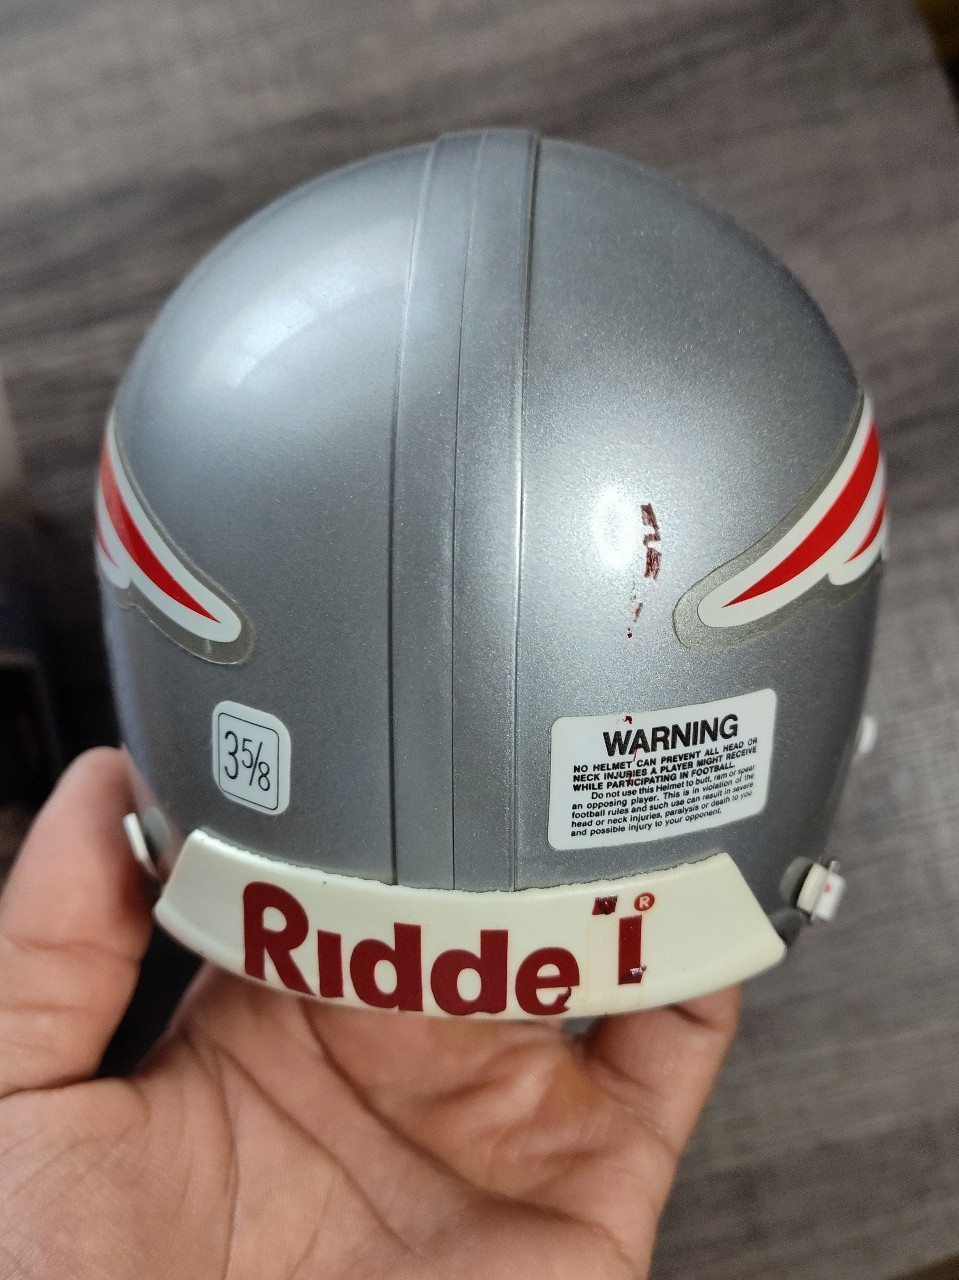 3 5/8
WARNING
NO HELMET CAN PREVENT ALL HEAD OR
NECK INJURIES A PLAYER MIGHT RECEIVE
WHILE PARTICIPATING IN FOOTBALL.
Do not use this Helmet to butt, ram or spear
an opposing player. This is in violation of the
football rules and such use can result in severe
head or neck injuries, paralysis or death to you
and possible injury to your opponent.
Ridde l®